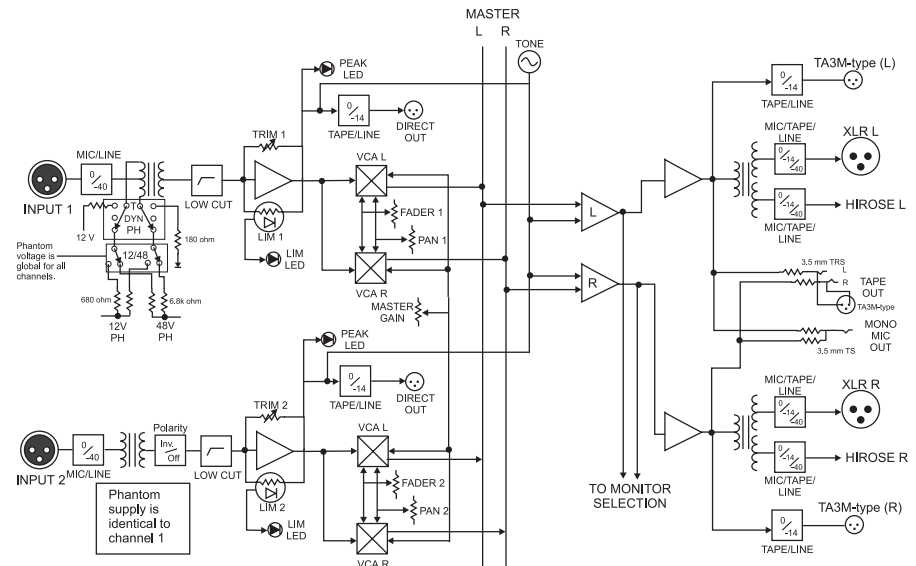 MASTER
L R
TONE
PEAK
LED
0/-14
TAPE/LINE
DIRECT
OUT
TRIM 1
MIC/LINE
0/-40
INPUT 1
LOW CUT
VCA L
FADER 1
PAN 1
VCA R
LIM 1
LIM
LED
T
DYN
PH
12 V
180 ohm
Phantom
voltage is
global for all
channels.
12/48
680 ohm
6.8k ohm
12V
PH
48V
PH
MASTER
GAIN
L
R
TO MONITOR
SELECTION
PEAK
LED
0/-14
TAPE/LINE
DIRECT
OUT
TRIM 2
INPUT 2
0/-40
MIC/LINE
Polarity
Inv.
Off
LOW CUT
LIM 2
LIM
LED
VCA L
FADER 2
PAN 2
VCA R
Phantom
supply is
identical to
channel 1
TA3M-type (L)
0/-14
TAPE/LINE
MIC/TAPE/
LINE
0/-14/-40
XLR L
0/-14/-40
HIROSE L
MIC/TAPE/
LINE
3.5 mm TRS
L
R
TAPE
OUT
TA3M-type
MONO
MIC
OUT
3.5 mm TS
MIC/TAPE/
LINE
0/-14/-40
XLR R
0/-14/-40
HIROSE R
MIC/TAPE/
LINE
TA3M-type (R)
0/-14
TAPE/LINE